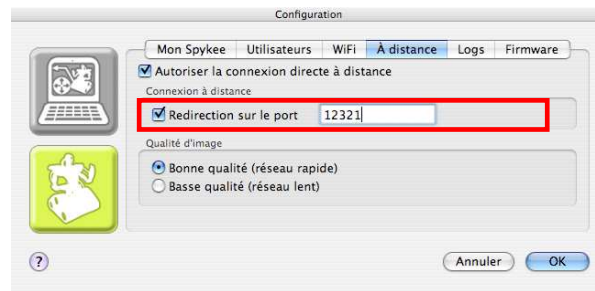 Configuration
Mon Spykee Utilisateurs WiFi À distance Logs Firmware
Autoriser la connexion directe à distance
Connexion à distance
Redirection sur le port 12321
Qualité d'image
Bonne qualité (réseau rapide)
Basse qualité (réseau lent)
? Annuler OK